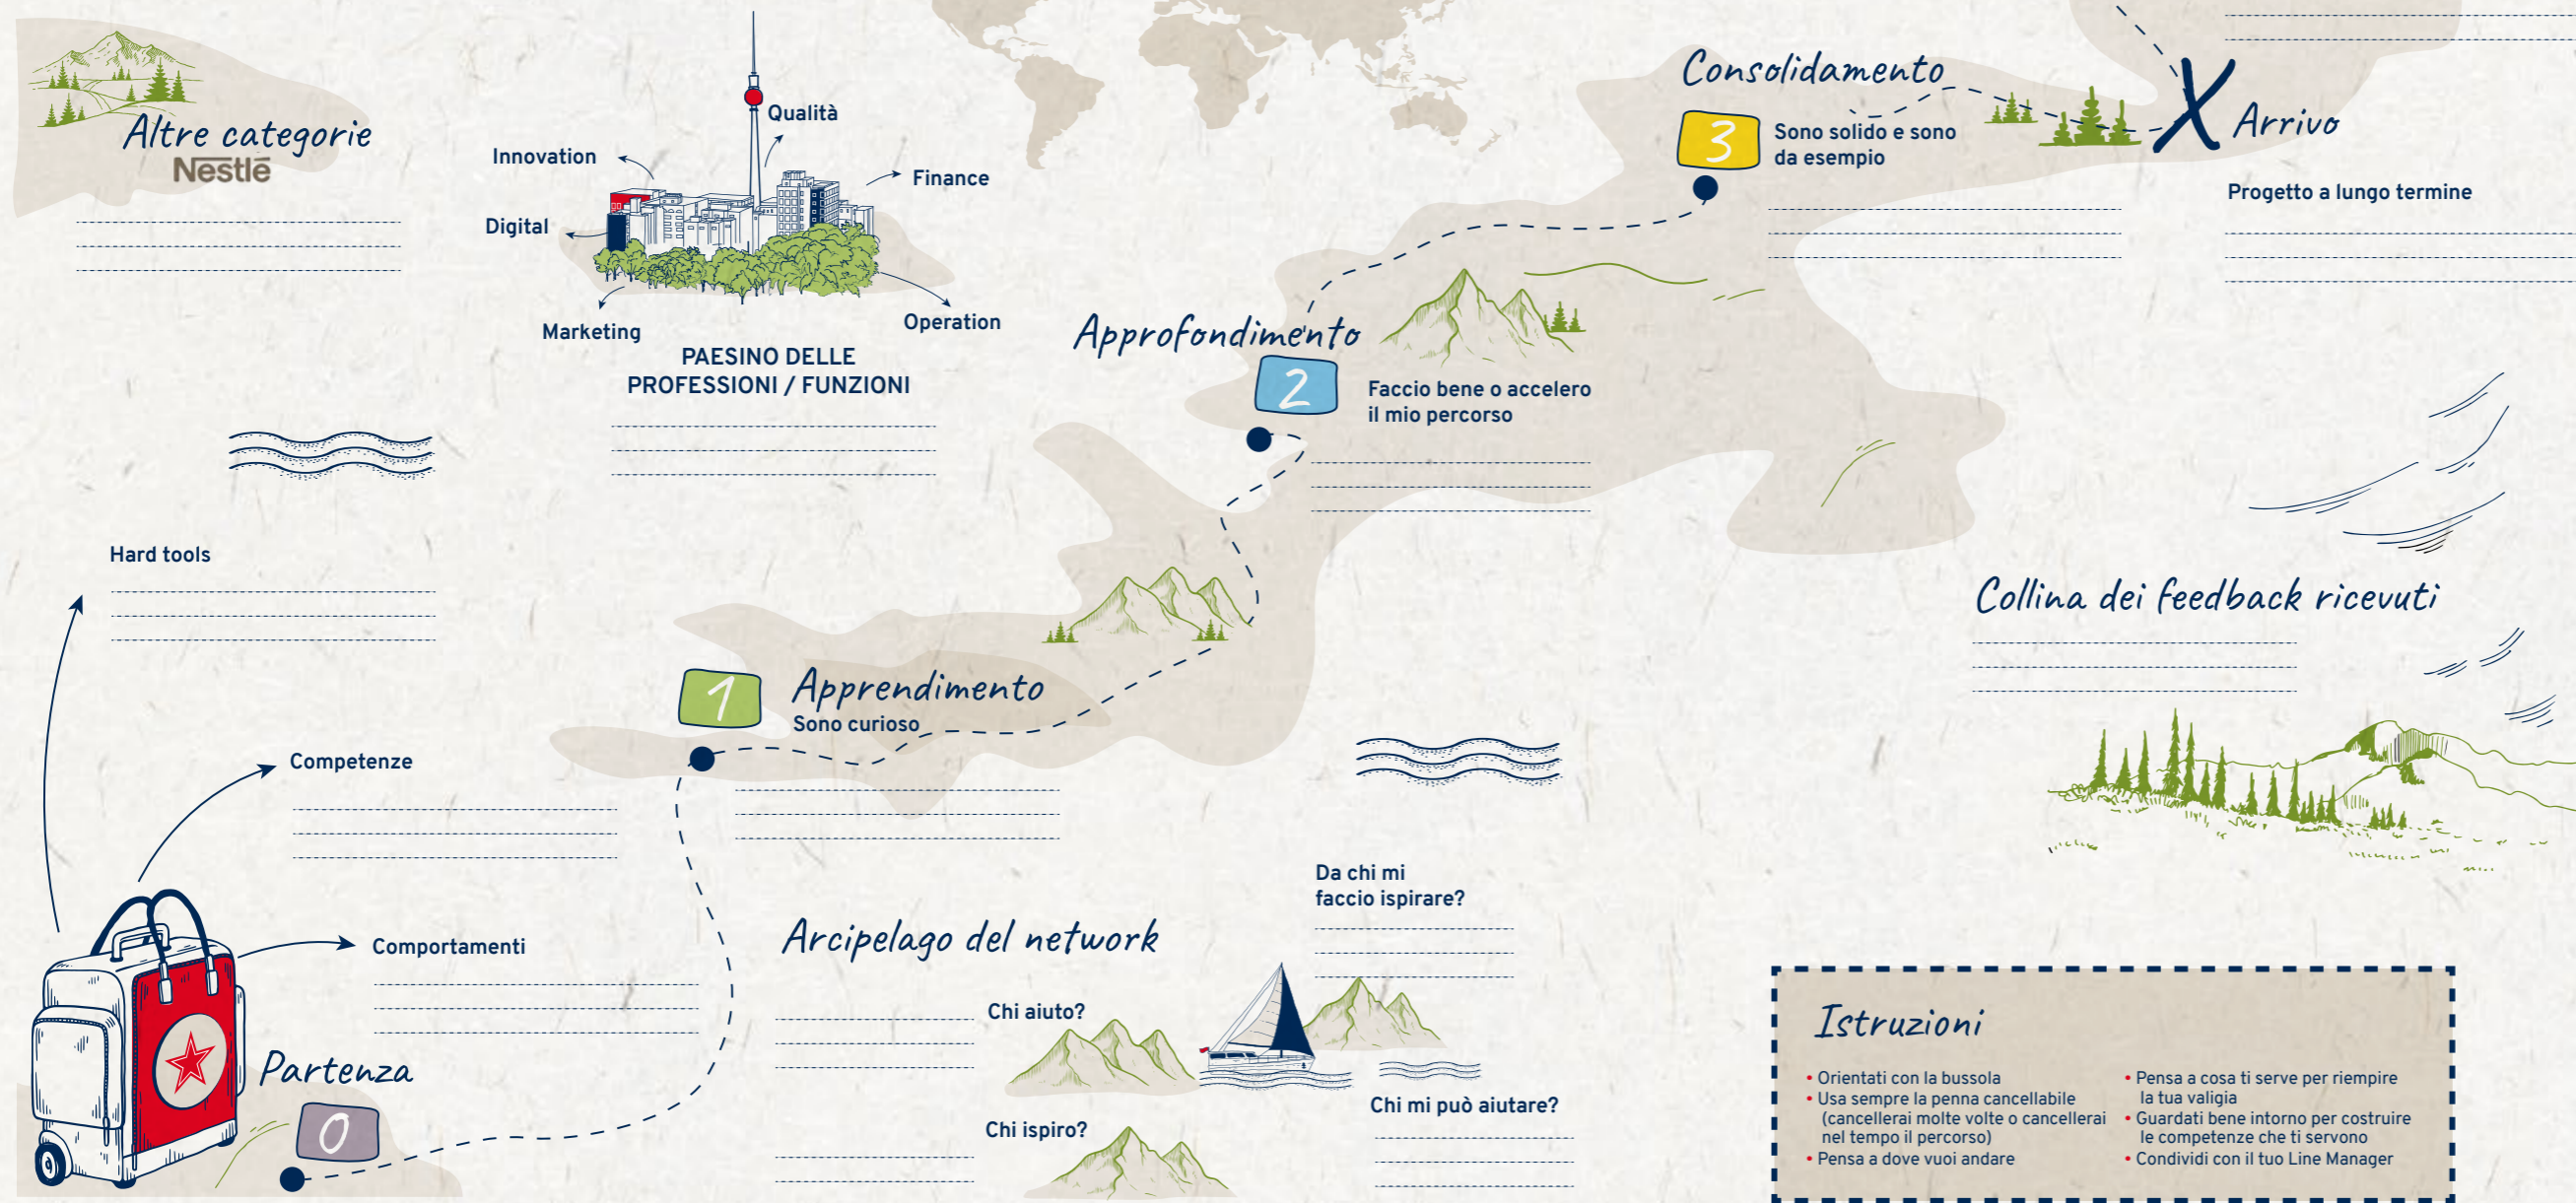 Altre categorie
Nestlé
Qualità
Innovation
Finance
Digital
Marketing
Operation
PAESINO DELLE
PROFESSIONI / FUNZIONI
Consolidamento
3
Sono solido e sono
da esempio
X
Arrivo
Progetto a lungo termine
Approfondimento
2
Faccio bene o accelero
il mio percorso
Hard tools
Collina dei feedback ricevuti
1
Apprendimento
Sono curioso
Competenze
Comportamenti
Partenza
0
Arcipelago del network
Da chi mi
faccio ispirare?
Chi aiuto?
Chi ispiro?
Chi mi può aiutare?
Istruzioni
• Orientati con la bussola
• Usa sempre la penna cancellabile
(cancellerai molte volte o cancellerai
nel tempo il percorso)
• Pensa a dove vuoi andare
• Pensa a cosa ti serve per riempire
la tua valigia
• Guardati bene intorno per costruire
le competenze che ti servono
• Condividi con il tuo Line Manager